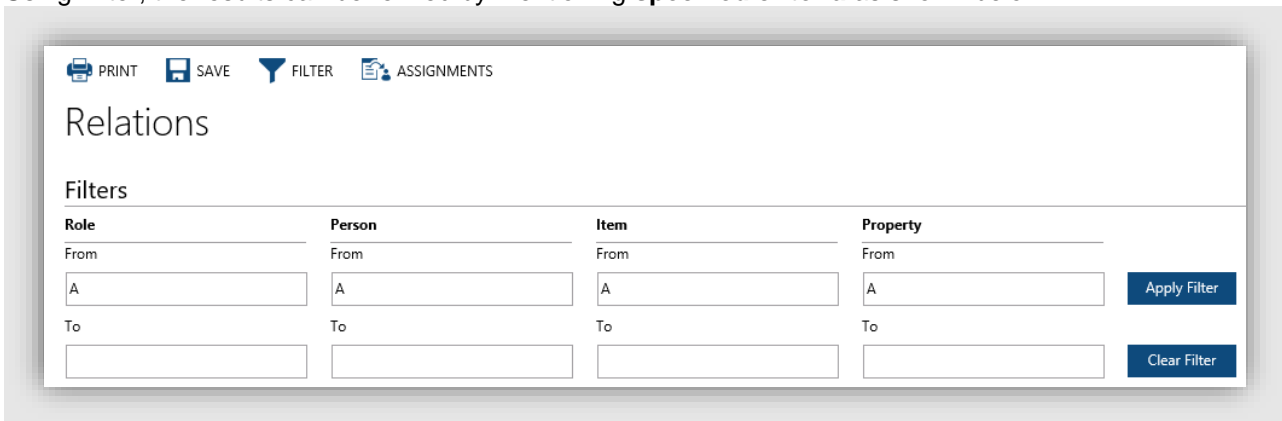 PRINT SAVE FILTER ASSIGNMENTS
Relations
Filters
Role Person Item Property
From From From From
A A A A Apply Filter
To To To To
Clear Filter